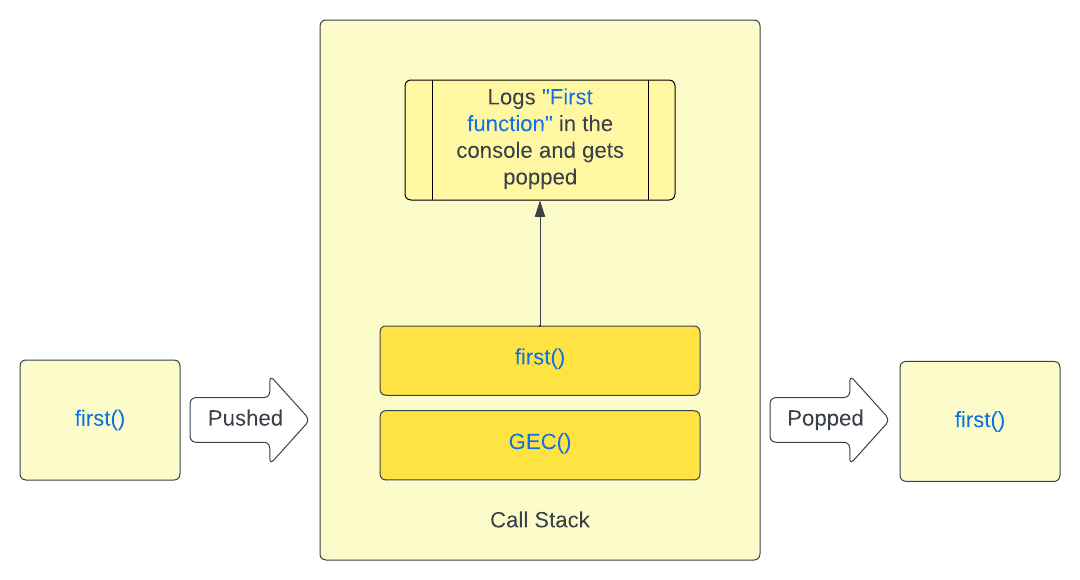 Logs "First
function" in the
console and gets
popped
first()
first()
Pushed
GEC()
Popped
first()
Call Stack